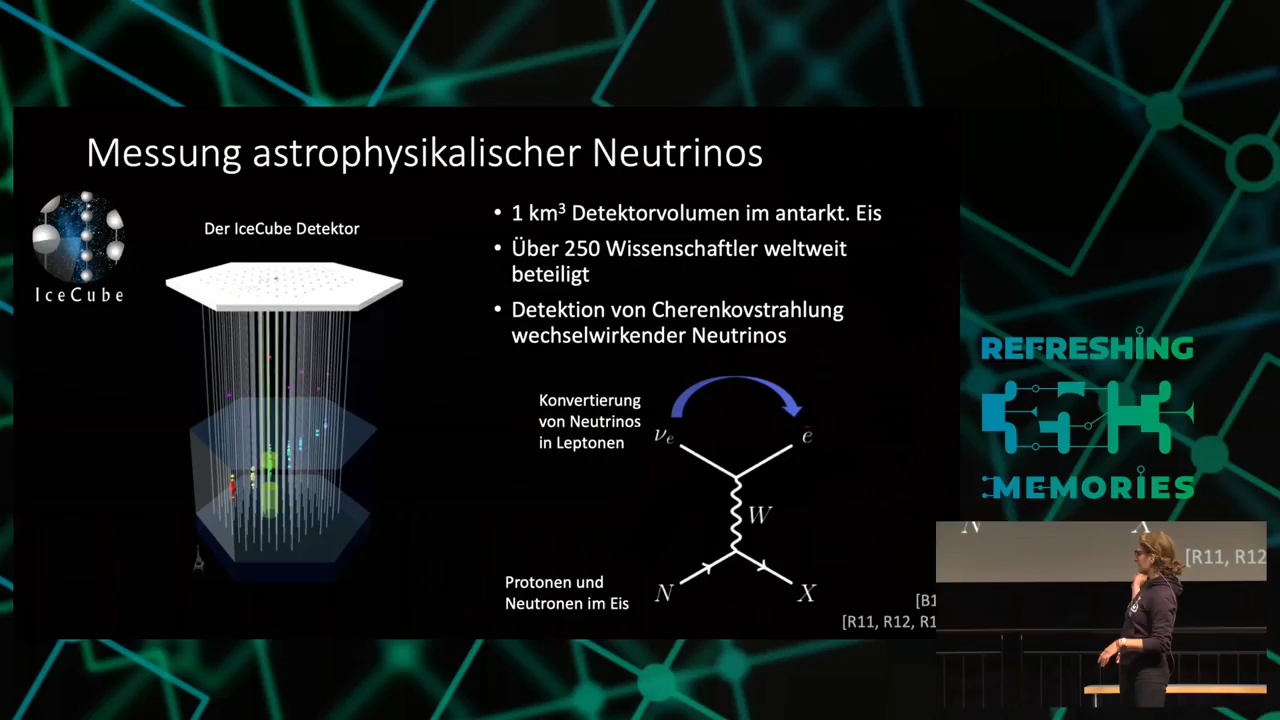 Messung astrophysikalischer Neutrinos
IceCube
Der IceCube Detektor
• 1 km³ Detektorvolumen im antarkt. Eis
• Über 250 Wissenschaftler weltweit
beteiligt
• Detektion von Cherenkovstrahlung
wechselwirkender Neutrinos
Konvertierung
von Neutrinos
in Leptonen
νe
e
W
Protonen und
Neutronen im Eis
N
X
[B1
[R11, R12, R1
REFRESHING
MEMORIES
N
X
[R11, R12